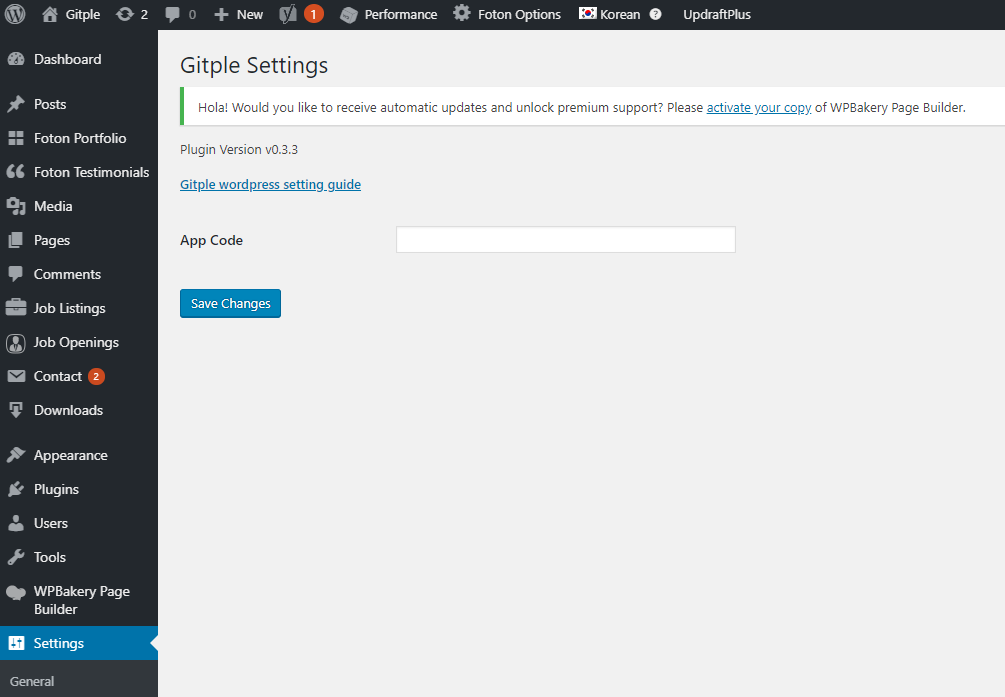 Gitple 2 0 New 1 Performance Foton Options Korean ? UpdraftPlus
Dashboard
Posts
Foton Portfolio
Foton Testimonials
Media
Pages
Comments
Job Listings
Job Openings
Contact 2
Downloads
Appearance
Plugins
Users
Tools
WPBakery Page
Builder
Settings
General
Gitple Settings
Hola! Would you like to receive automatic updates and unlock premium support? Please activate your copy of WPBakery Page Builder.
Plugin Version v0.3.3
Gitple wordpress setting guide
App Code
Save Changes